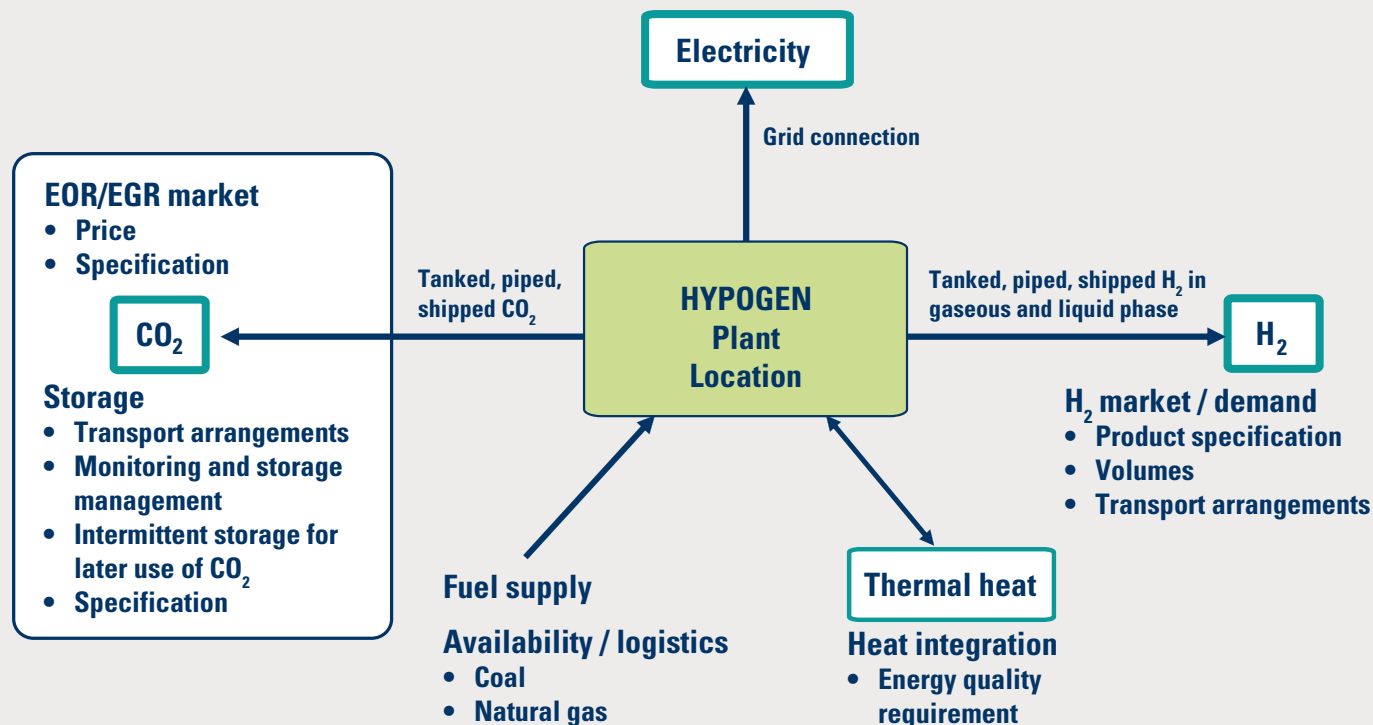 Electricity
Grid connection
EOR/EGR market
• Price
• Specification
CO₂
Storage
• Transport arrangements
• Monitoring and storage
management
• Intermittent storage for
later use of CO₂
• Specification
Tanked, piped,
shipped CO₂
HYPOGEN
Plant
Location
Tanked, piped, shipped H₂ in
gaseous and liquid phase
H₂
H₂ market / demand
• Product specification
• Volumes
• Transport arrangements
Fuel supply
Availability / logistics
• Coal
• Natural gas
Thermal heat
Heat integration
• Energy quality
requirement